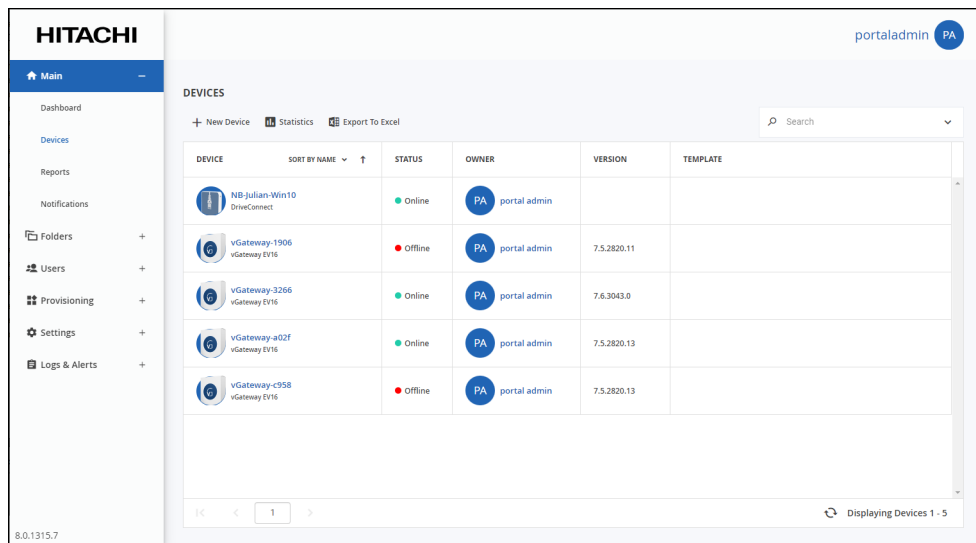 HITACHI
portaladmin PA
Main
Dashboard
Devices
Reports
Notifications
Folders
Users
Provisioning
Settings
Logs & Alerts
8.0.1315.7
DEVICES
New Device Statistics Export To Excel
Search
DEVICE SORT BY NAME STATUS OWNER VERSION TEMPLATE
NB-Julian-Win10
DriveConnect
Online PA portal admin
vGateway-1906
vGateway EV16
Offline PA portal admin 7.5.2820.11
vGateway-3266
vGateway EV16
Online PA portal admin 7.6.3043.0
vGateway-a02f
vGateway EV16
Online PA portal admin 7.5.2820.13
vGateway-c958
vGateway EV16
Offline PA portal admin 7.5.2820.13
1
Displaying Devices 1 - 5